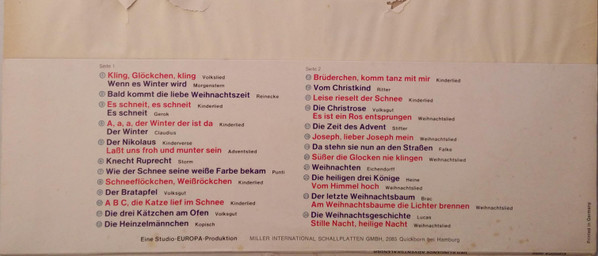 Seite 1
Kling, Glöckchen, kling Volkslied
Wenn es Winter wird Morgenstern
Bald kommt die liebe Weihnachtszeit Reinecke
Es schneit, es schneit Kinderlied
Es schneit Gerok
A, a, a, der Winter der ist da Kinderlied
Der Winter Claudius
Der Nikolaus Kinderverse
Laßt uns froh und munter sein Adventslied
Knecht Ruprecht Storm
Wie der Schnee seine weiße Farbe bekam Punti
Schneeflöckchen, Weißröckchen Kinderlied
Der Bratapfel Volksgut
A B C, die Katze lief im Schnee Kinderlied
Die drei Kätzchen am Ofen Volksgut
Die Heinzelmännchen Kopisch
Seite 2
Brüderchen, komm tanz mit mir Kinderlied
Vom Christkind Ritter
Leise rieselt der Schnee Kinderlied
Die Christrose Volksgut
Es ist ein Ros entsprungen Weihnachtslied
Die Zeit des Advent Stifter
Joseph, lieber Joseph mein Weihnachtslied
Da stehn sie nun an den Straßen Falke
Süßer die Glocken nie klingen Weihnachtslied
Weihnachten Eichendorff
Die heiligen drei Könige Heine
Vom Himmel hoch Weihnachtslied
Der letzte Weihnachtsbaum Brac
Am Weihnachtsbaume die Lichter brennen Weihnachtslied
Die Weihnachtsgeschichte Lucas
Stille Nacht, heilige Nacht Weihnachtslied
Eine Studio-EUROPA-Produktion MILLER INTERNATIONAL SCHALLPLATTEN GMBH, 2085 Quickborn bei Hamburg
Printed in Germany